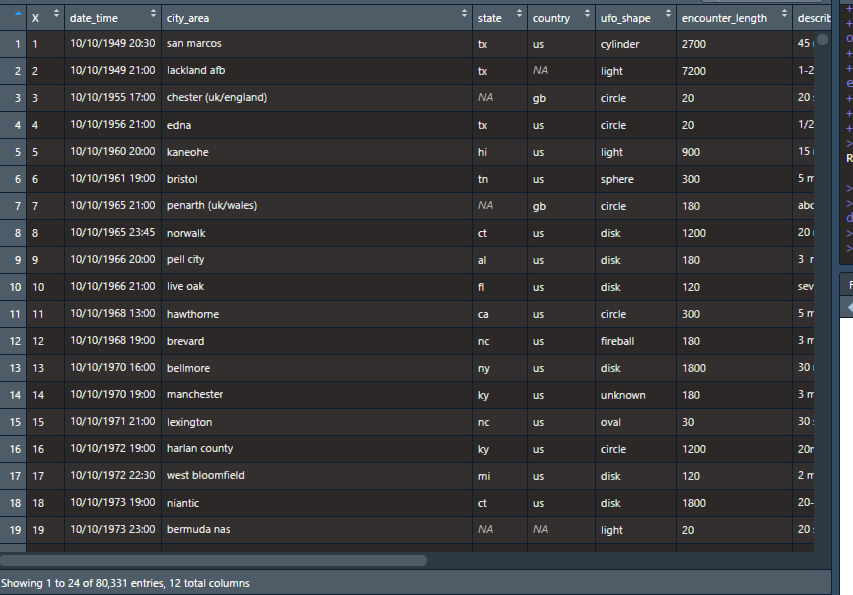 X date_time city_area state country ufo_shape encounter_length describ
1 1 10/10/1949 20:30 san marcos tx us cylinder 2700 45
2 2 10/10/1949 21:00 lackland afb tx NA light 7200 1-2
3 3 10/10/1955 17:00 chester (uk/england) NA gb circle 20 20
4 4 10/10/1956 21:00 edna tx us circle 20 1/2
5 5 10/10/1960 20:00 kaneohe hi us light 900 15
6 6 10/10/1961 19:00 bristol tn us sphere 300 5 m
7 7 10/10/1965 21:00 penarth (uk/wales) NA gb circle 180 abo
8 8 10/10/1965 23:45 norwalk ct us disk 1200 20
9 9 10/10/1966 20:00 pell city al us disk 180 3
10 10 10/10/1966 21:00 live oak fl us disk 120 sev
11 11 10/10/1968 13:00 hawthorne ca us circle 300 5 m
12 12 10/10/1968 19:00 brevard nc us fireball 180 3 m
13 13 10/10/1970 16:00 bellmore ny us disk 1800 30
14 14 10/10/1970 19:00 manchester ky us unknown 180 3 m
15 15 10/10/1971 21:00 lexington nc us oval 30 30
16 16 10/10/1972 19:00 harlan county ky us circle 1200 20m
17 17 10/10/1972 22:30 west bloomfield mi us disk 120 2 m
18 18 10/10/1973 19:00 niantic ct us disk 1800 20-
19 19 10/10/1973 23:00 bermuda nas NA NA light 20 20
Showing 1 to 24 of 80,331 entries, 12 total columns